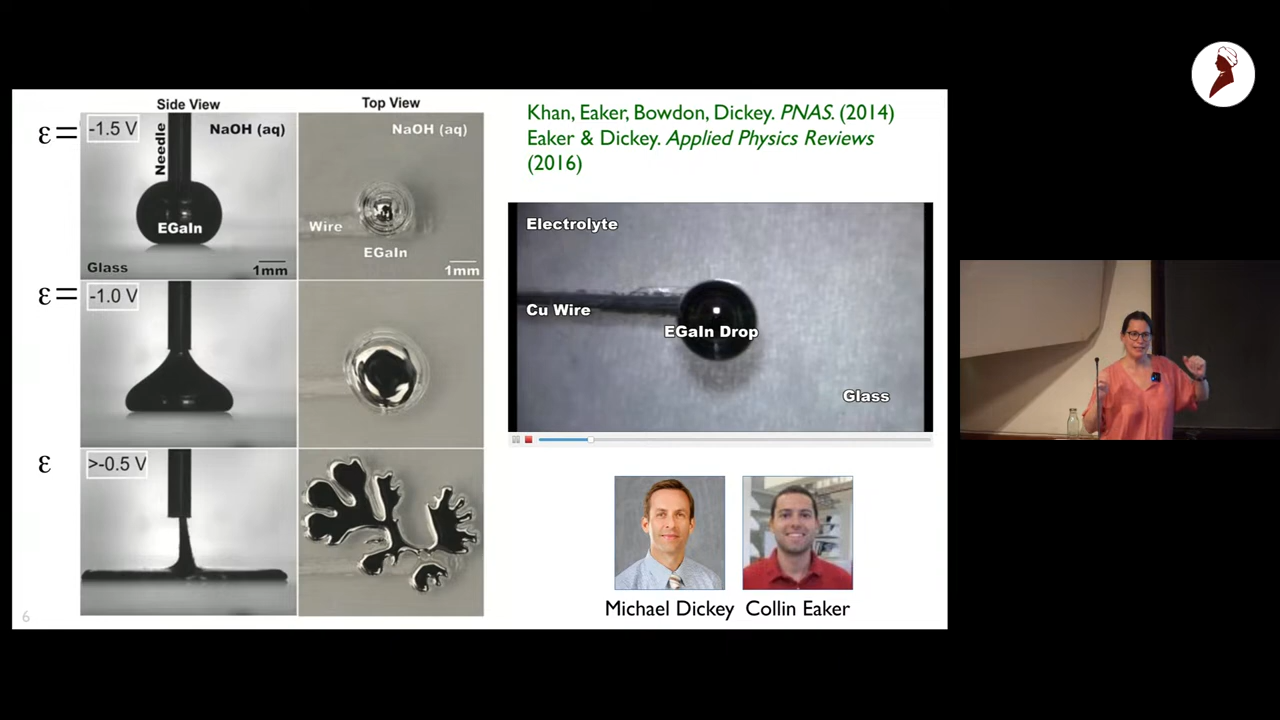 Side View
Top View
ε=
-1.5 V
Needle
NaOH (aq)
EGaIn
Glass
1mm
NaOH (aq)
Wire
EGaIn
1mm
ε=
-1.0 V
ε
>-0.5 V
Khan, Eaker, Bowdon, Dickey. PNAS. (2014)
Eaker & Dickey. Applied Physics Reviews
(2016)
Electrolyte
Cu Wire
EGaIn Drop
Glass
Michael Dickey
Collin Eaker
6